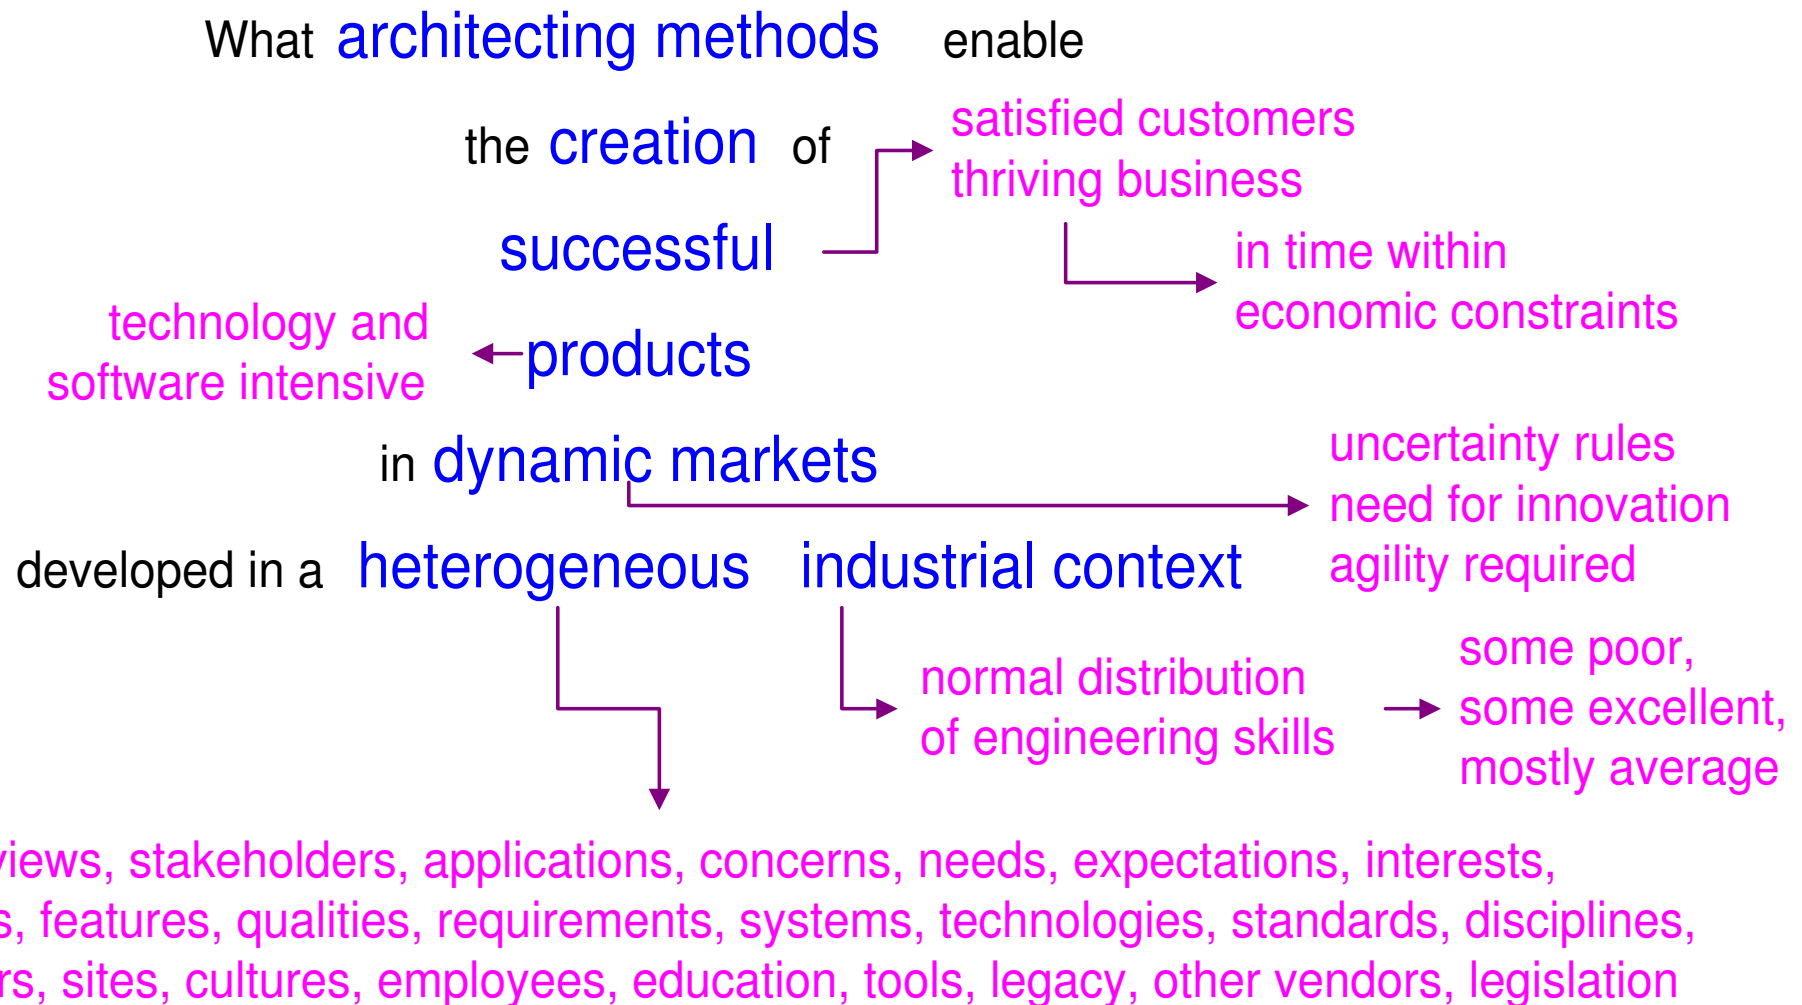 What architecting methods enable
the creation of
satisfied customers
thriving business
successful
in time within
economic constraints
technology and
software intensive
products
in dynamic markets
uncertainty rules
need for innovation
agility required
developed in a heterogeneous industrial context
normal distribution
of engineering skills
some poor,
some excellent,
mostly average
views, stakeholders, applications, concerns, needs, expectations, interests,
features, qualities, requirements, systems, technologies, standards, disciplines,
sites, cultures, employees, education, tools, legacy, other vendors, legislation